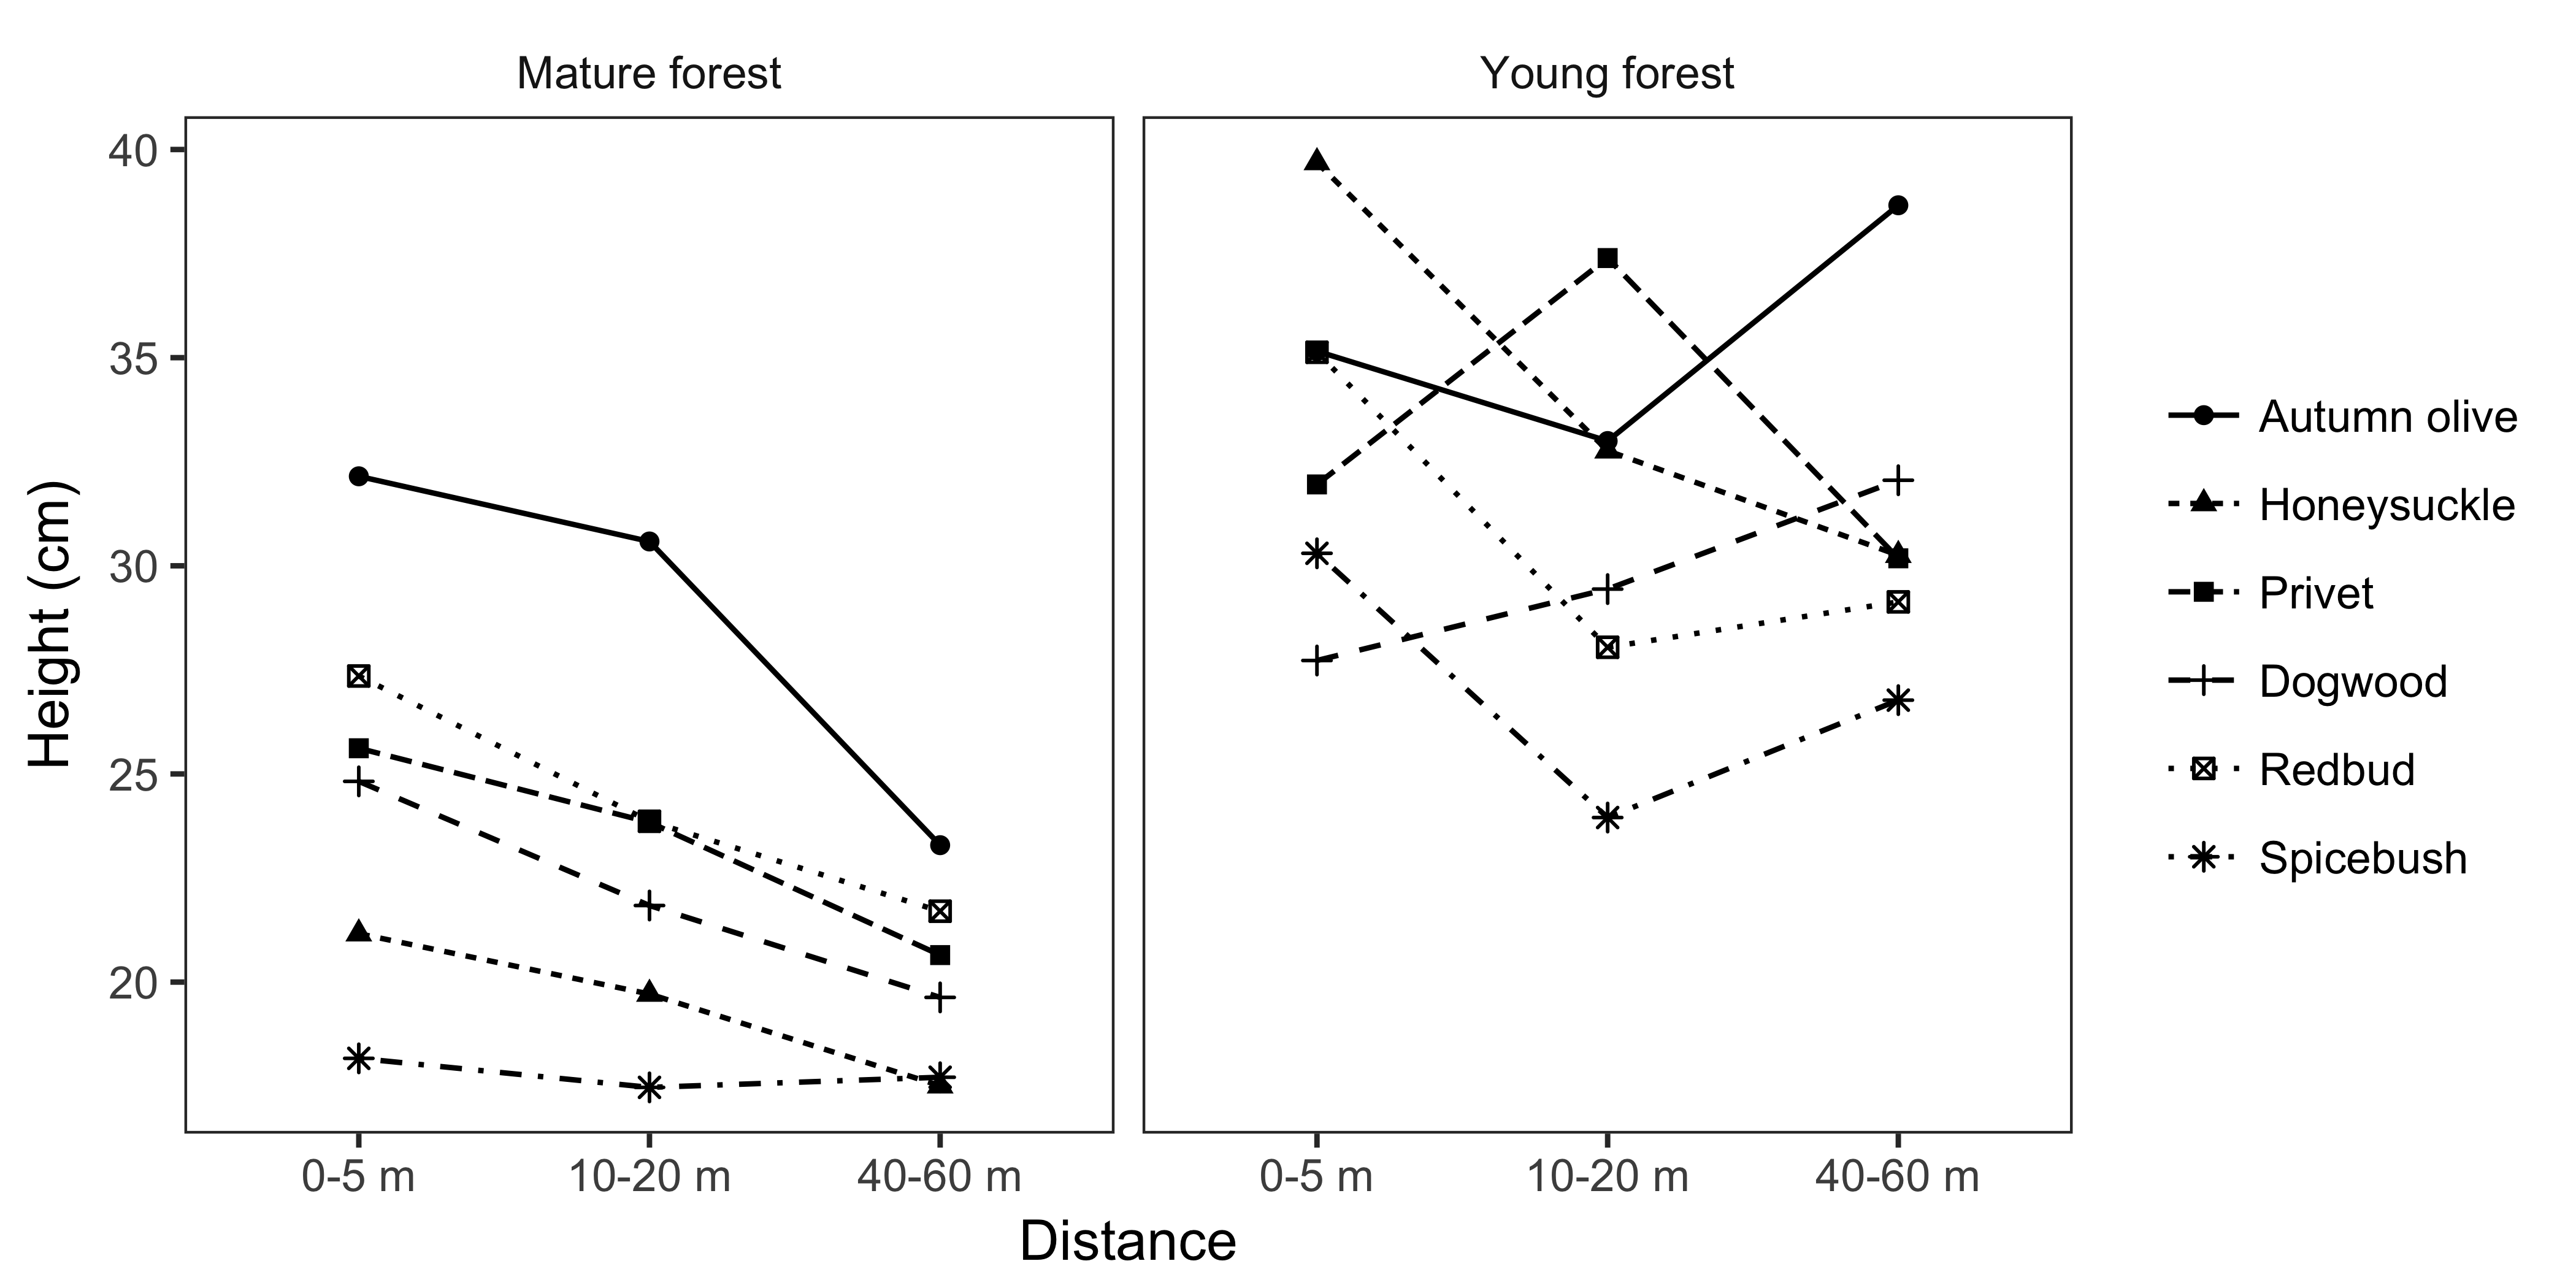 Mature forest
Young forest
Height (cm)
40
35
30
25
20
0-5 m 10-20 m 40-60 m
0-5 m 10-20 m 40-60 m
Distance
Autumn olive
Honeysuckle
Privet
Dogwood
Redbud
Spicebush